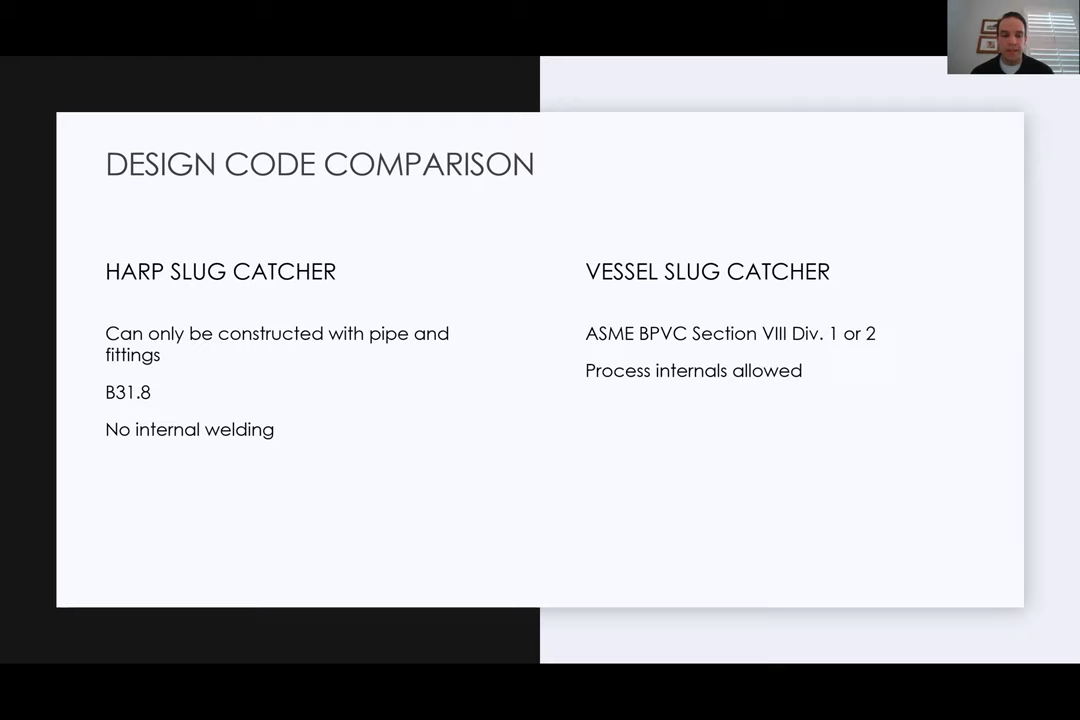 DESIGN CODE COMPARISON
HARP SLUG CATCHER
Can only be constructed with pipe and
fittings
B31.8
No internal welding
VESSEL SLUG CATCHER
ASME BPVC Section VIII Div. 1 or 2
Process internals allowed